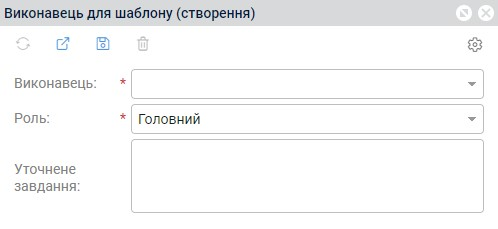 Виконавець для шаблону (створення)
Виконавець: *
Роль: * Головний
Уточнене
завдання: